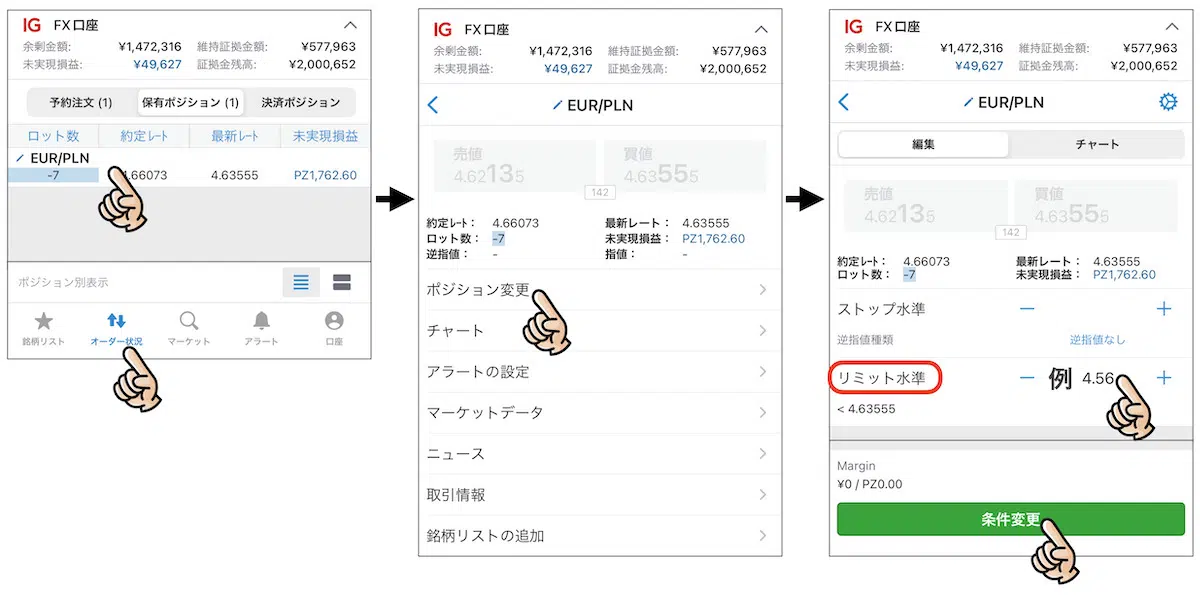 IG FX口座
余剰金額: ¥1,472,316 維持証拠金額: ¥577,963
未実現損益: ¥49,627 証拠金残高: ¥2,000,652
予約注文 (1) 保有ポジション (1) 決済ポジション
ロット数 約定ﾚｰﾄ 最新ﾚｰﾄ 未実現損益
EUR/PLN
-7 4.66073 4.63555 PZ1,762.60
ポジション別表示
銘柄リスト オーダー状況 マーケット アラート 口座
IG FX口座
余剰金額: ¥1,472,316 維持証拠金額: ¥577,963
未実現損益: ¥49,627 証拠金残高: ¥2,000,652
EUR/PLN
売値 買値
4.62135 4.63555
142
約定ﾚｰﾄ: 4.66073 最新レート: 4.63555
ロット数: -7 未実現損益: PZ1,762.60
逆指値: - 指値: -
ポジション変更
チャート
アラートの設定
マーケットデータ
ニュース
取引情報
銘柄リストの追加
IG FX口座
余剰金額: ¥1,472,316 維持証拠金額: ¥577,963
未実現損益: ¥49,627 証拠金残高: ¥2,000,652
EUR/PLN
編集 チャート
売値 買値
4.62135 4.63555
142
約定ﾚｰﾄ: 4.66073 最新レート: 4.63555
ロット数: -7 未実現損益: PZ1,762.60
ストップ水準 − +
逆指値種類 逆指値なし
リミット水準 − 例 4.56 +
< 4.63555
Margin
¥0 / PZ0.00
条件変更